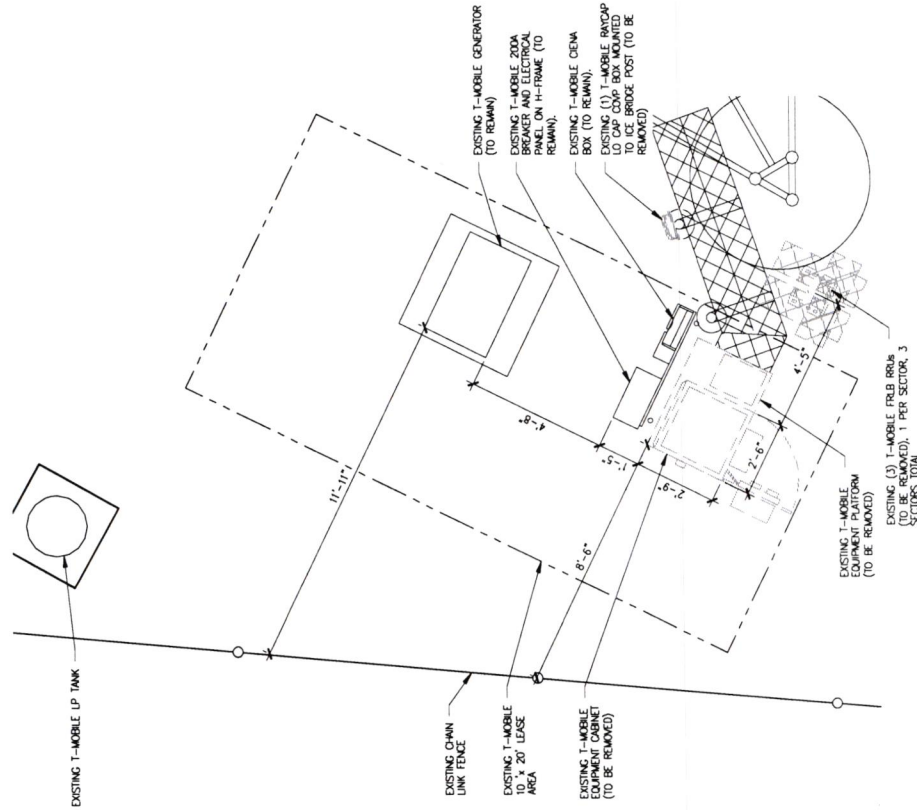 EXISTING T-MOBILE LP TANK
EXISTING CHAIN
LINK FENCE
EXISTING T-MOBILE
10' x 20' LEASE
AREA
EXISTING T-MOBILE
EQUIPMENT CABINET
(TO BE REMOVED)
11'-11"
8'-6"
4'-8"
1'-5"
2'-9"
2'-6"
4'-5"
EXISTING T-MOBILE GENERATOR
(TO REMAIN)
EXISTING T-MOBILE 200A
BREAKER AND ELECTRICAL
PANEL ON H-FRAME (TO
REMAIN).
EXISTING T-MOBILE CIENA
BOX (TO REMAIN).
EXISTING (1) T-MOBILE RAYCAP
LO CAP COVP BOX MOUNTED
TO ICE BRIDGE POST (TO BE
REMOVED)
EXISTING T-MOBILE
EQUIPMENT PLATFORM
(TO BE REMOVED)
EXISTING (3) T-MOBILE FRLB RRUs
(TO BE REMOVED), 1 PER SECTOR, 3
SECTORS TOTAL